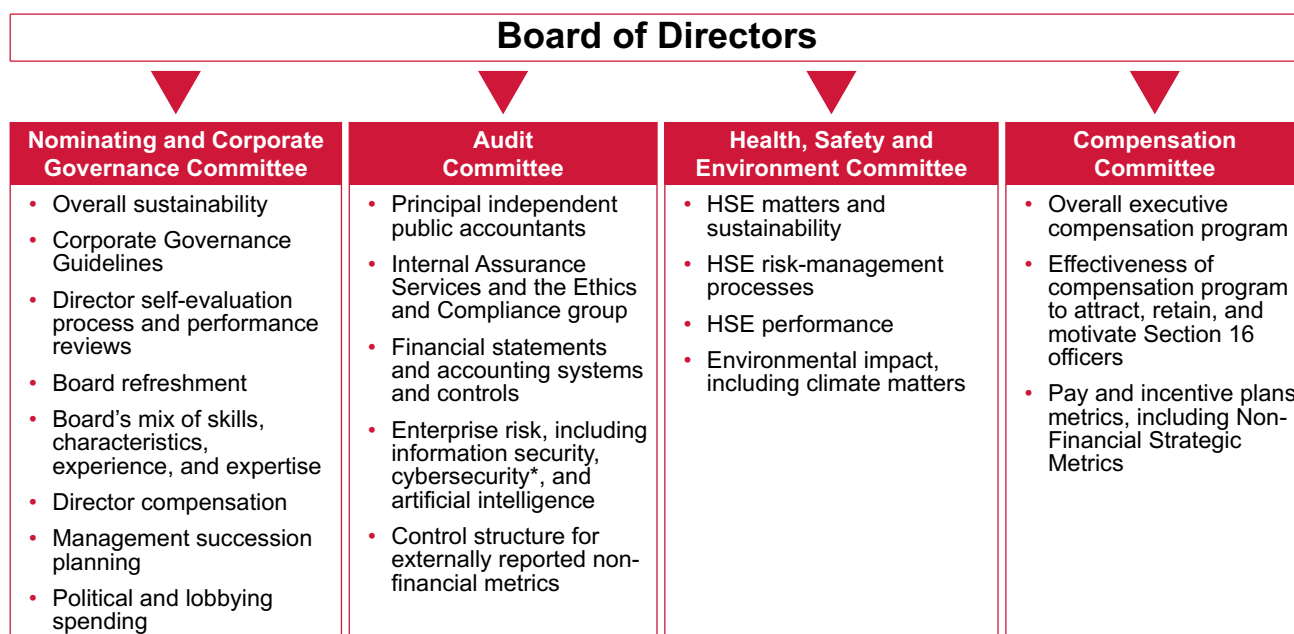 Board of Directors
Nominating and Corporate
Governance Committee
• Overall sustainability
• Corporate Governance
Guidelines
• Director self-evaluation
process and performance
reviews
• Board refreshment
• Board's mix of skills,
characteristics,
experience, and expertise
• Director compensation
• Management succession
planning
• Political and lobbying
spending
Audit
Committee
• Principal independent
public accountants
• Internal Assurance
Services and the Ethics
and Compliance group
• Financial statements
and accounting systems
and controls
• Enterprise risk, including
information security,
cybersecurity*, and
artificial intelligence
• Control structure for
externally reported non-
financial metrics
Health, Safety and
Environment Committee
• HSE matters and
sustainability
• HSE risk-management
processes
• HSE performance
• Environmental impact,
including climate matters
Compensation
Committee
• Overall executive
compensation program
• Effectiveness of
compensation program
to attract, retain, and
motivate Section 16
officers
• Pay and incentive plans
metrics, including Non-
Financial Strategic
Metrics